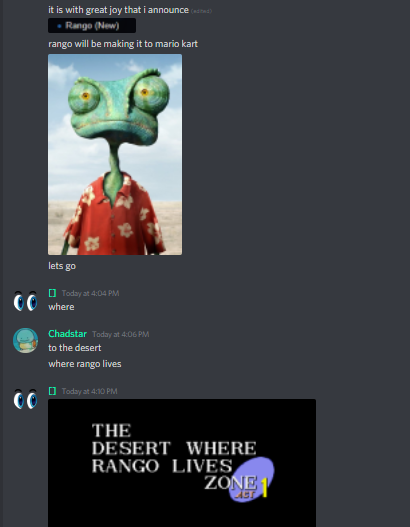 it is with great joy that i announce (edited)
• Rango (New)
rango will be making it to mario kart
lets go
[] Today at 4:04 PM
where
Chadstar Today at 4:06 PM
to the desert
where rango lives
[] Today at 4:10 PM
THE
DESERT WHERE
RANGO LIVES
ZONE
ACT 1